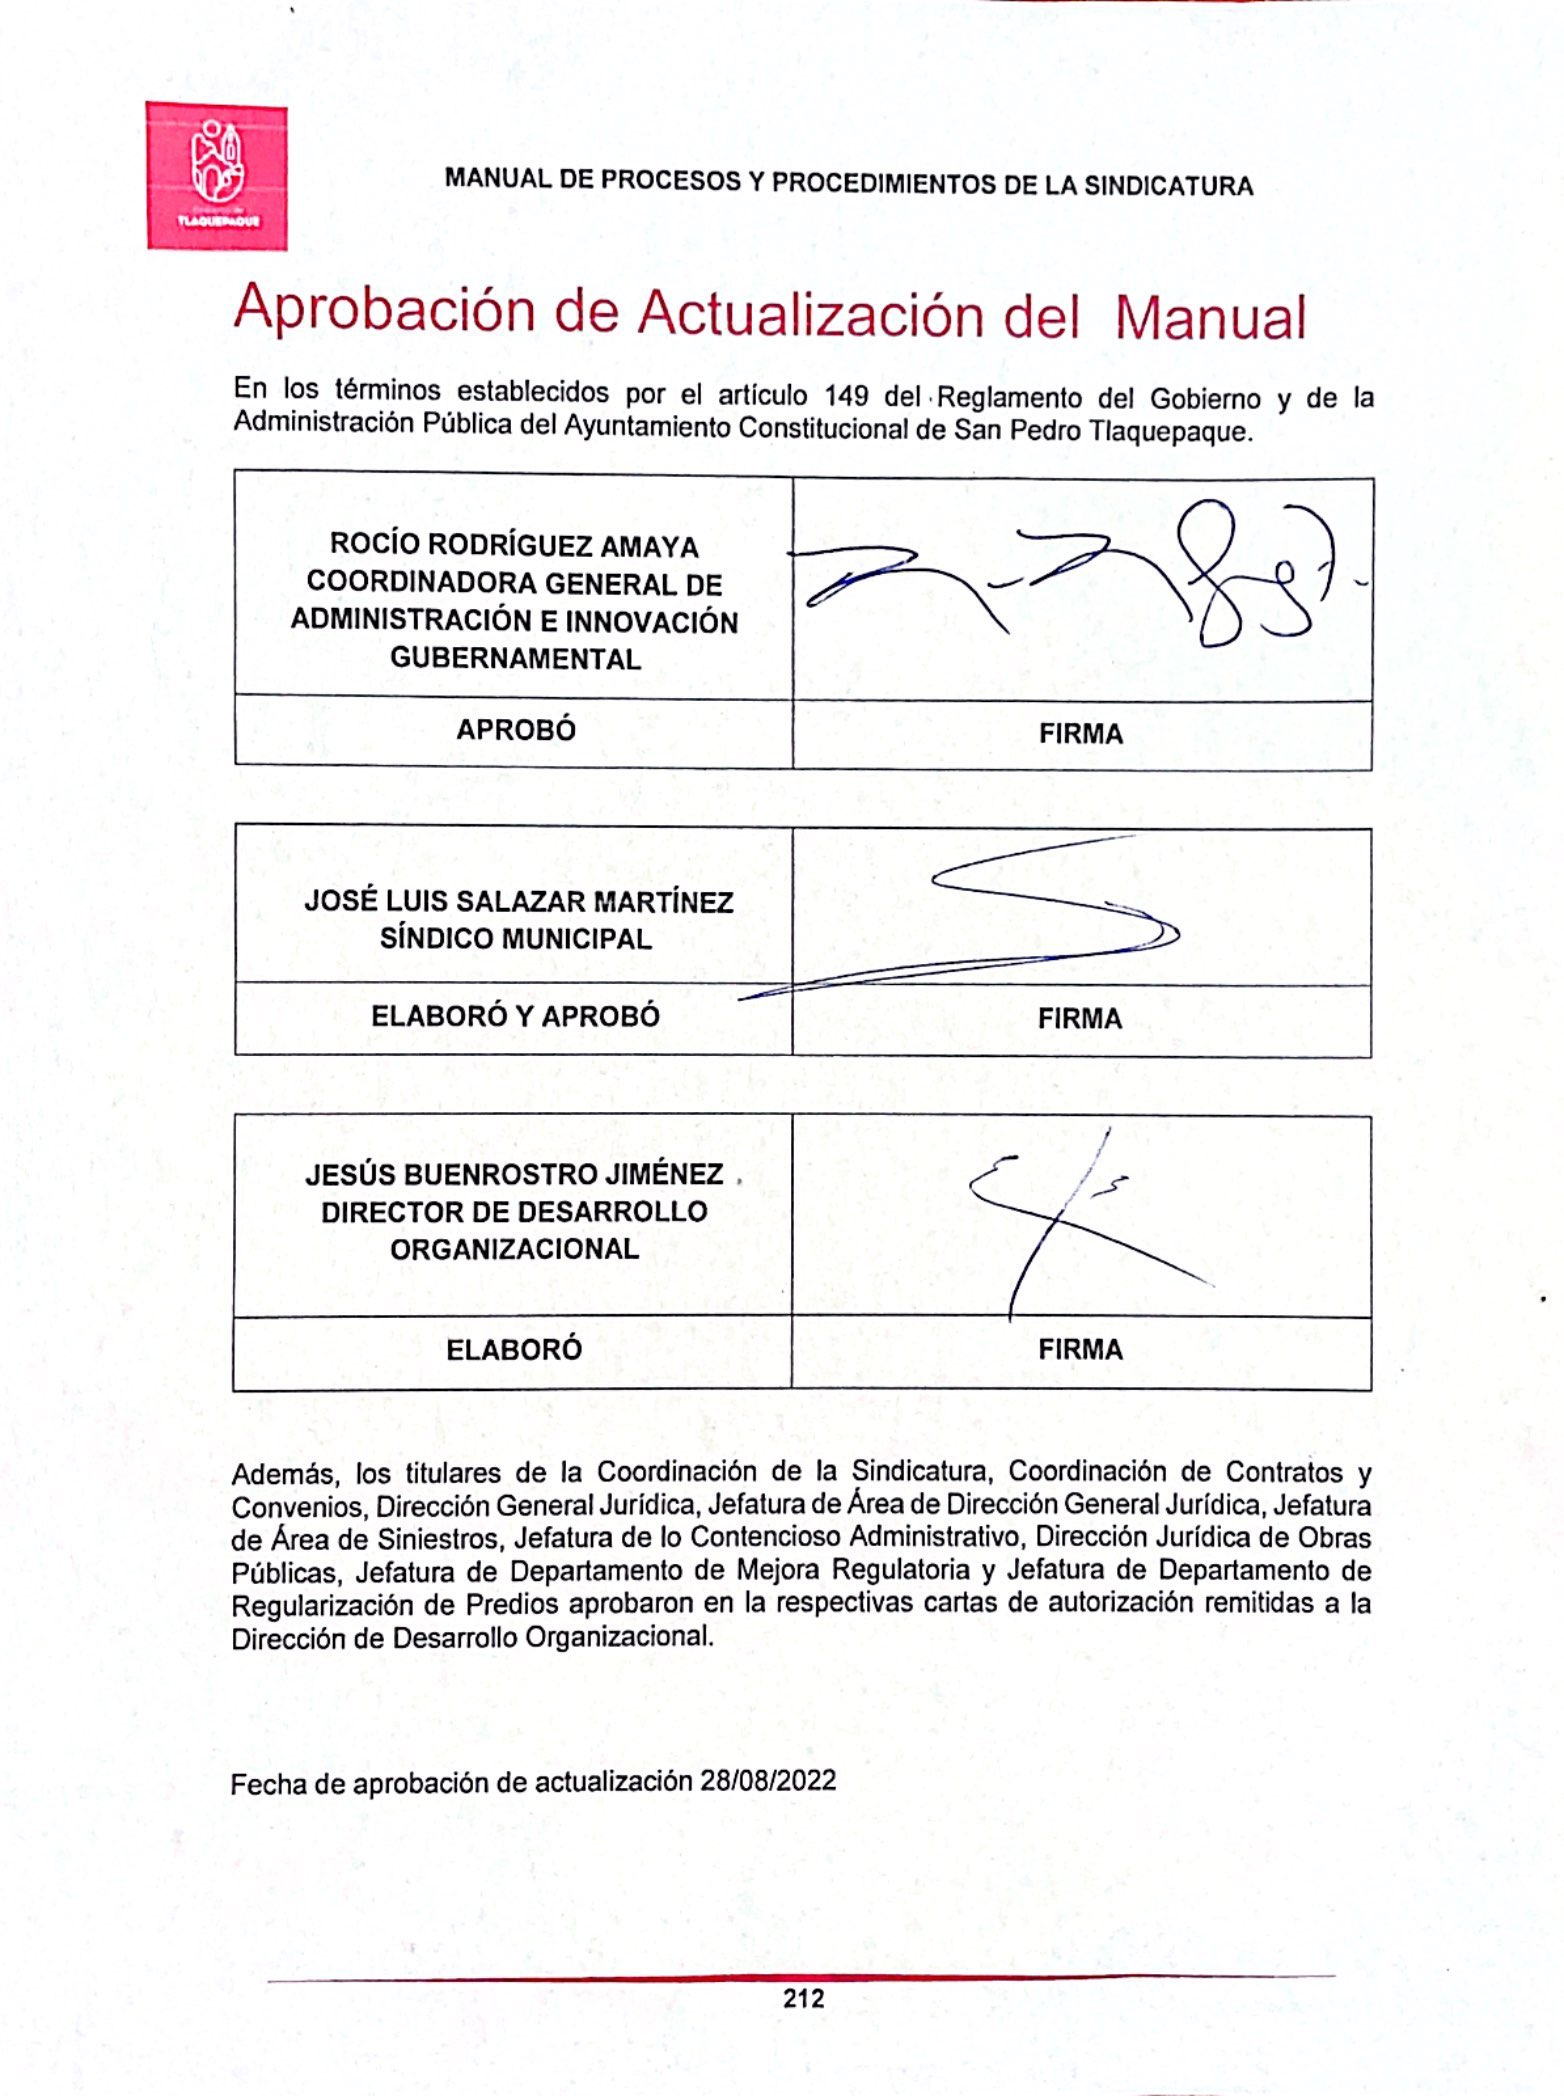 TLAQUEPAQUE
MANUAL DE PROCESOS Y PROCEDIMIENTOS DE LA SINDICATURA
Aprobación de Actualización del Manual
En los términos establecidos por el artículo 149 del Reglamento del Gobierno y de la
Administración Pública del Ayuntamiento Constitucional de San Pedro Tlaquepaque.
ROCÍO RODRÍGUEZ AMAYA
COORDINADORA GENERAL DE
ADMINISTRACIÓN E INNOVACIÓN
GUBERNAMENTAL
APROBÓ
FIRMA
JOSÉ LUIS SALAZAR MARTÍNEZ
SÍNDICO MUNICIPAL
ELABORÓ Y APROBÓ
FIRMA
JESÚS BUENROSTRO JIMÉNEZ
DIRECTOR DE DESARROLLO
ORGANIZACIONAL
ELABORÓ
FIRMA
Además, los titulares de la Coordinación de la Sindicatura, Coordinación de Contratos y
Convenios, Dirección General Jurídica, Jefatura de Área de Dirección General Jurídica, Jefatura
de Área de Siniestros, Jefatura de lo Contencioso Administrativo, Dirección Jurídica de Obras
Públicas, Jefatura de Departamento de Mejora Regulatoria y Jefatura de Departamento de
Regularización de Predios aprobaron en la respectivas cartas de autorización remitidas a la
Dirección de Desarrollo Organizacional.
Fecha de aprobación de actualización 28/08/2022
212